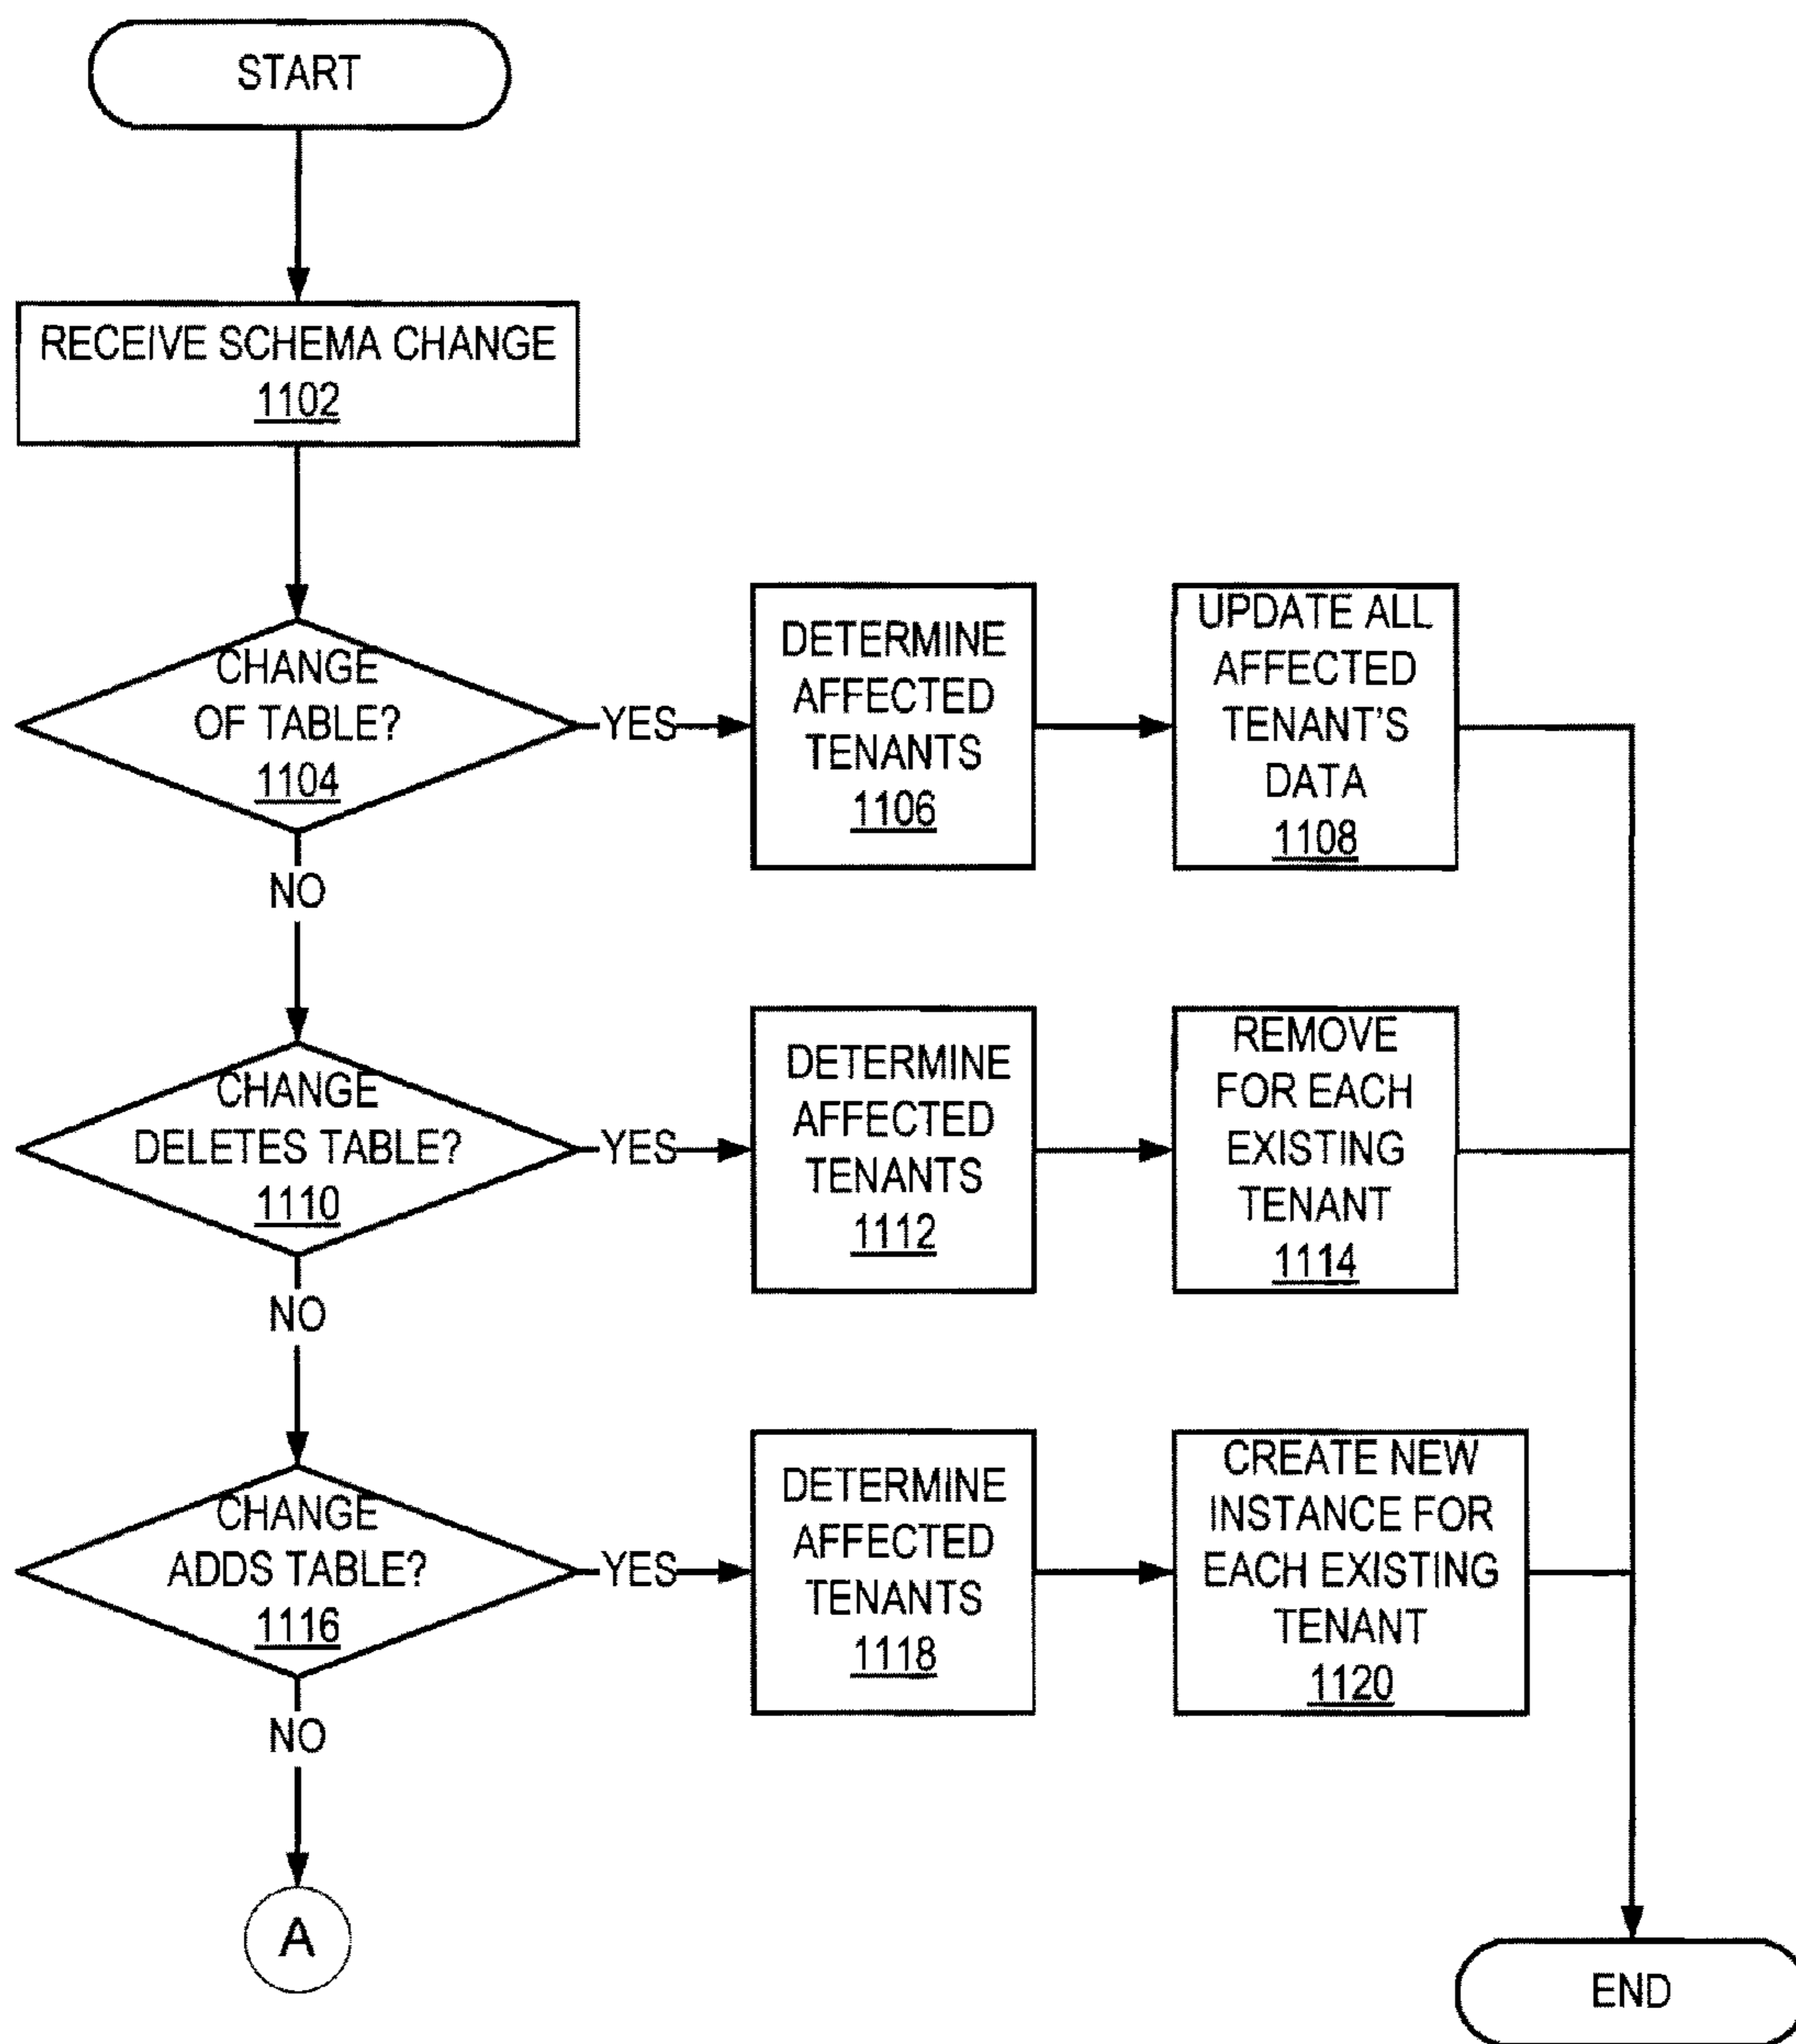 START
RECEIVE SCHEMA CHANGE
1102
CHANGE
OF TABLE?
1104
YES
DETERMINE
AFFECTED
TENANTS
1106
UPDATE ALL
AFFECTED
TENANT'S
DATA
1108
NO
CHANGE
DELETES TABLE?
1110
YES
DETERMINE
AFFECTED
TENANTS
1112
REMOVE
FOR EACH
EXISTING
TENANT
1114
NO
CHANGE
ADDS TABLE?
1116
YES
DETERMINE
AFFECTED
TENANTS
1118
CREATE NEW
INSTANCE FOR
EACH EXISTING
TENANT
1120
NO
A
END